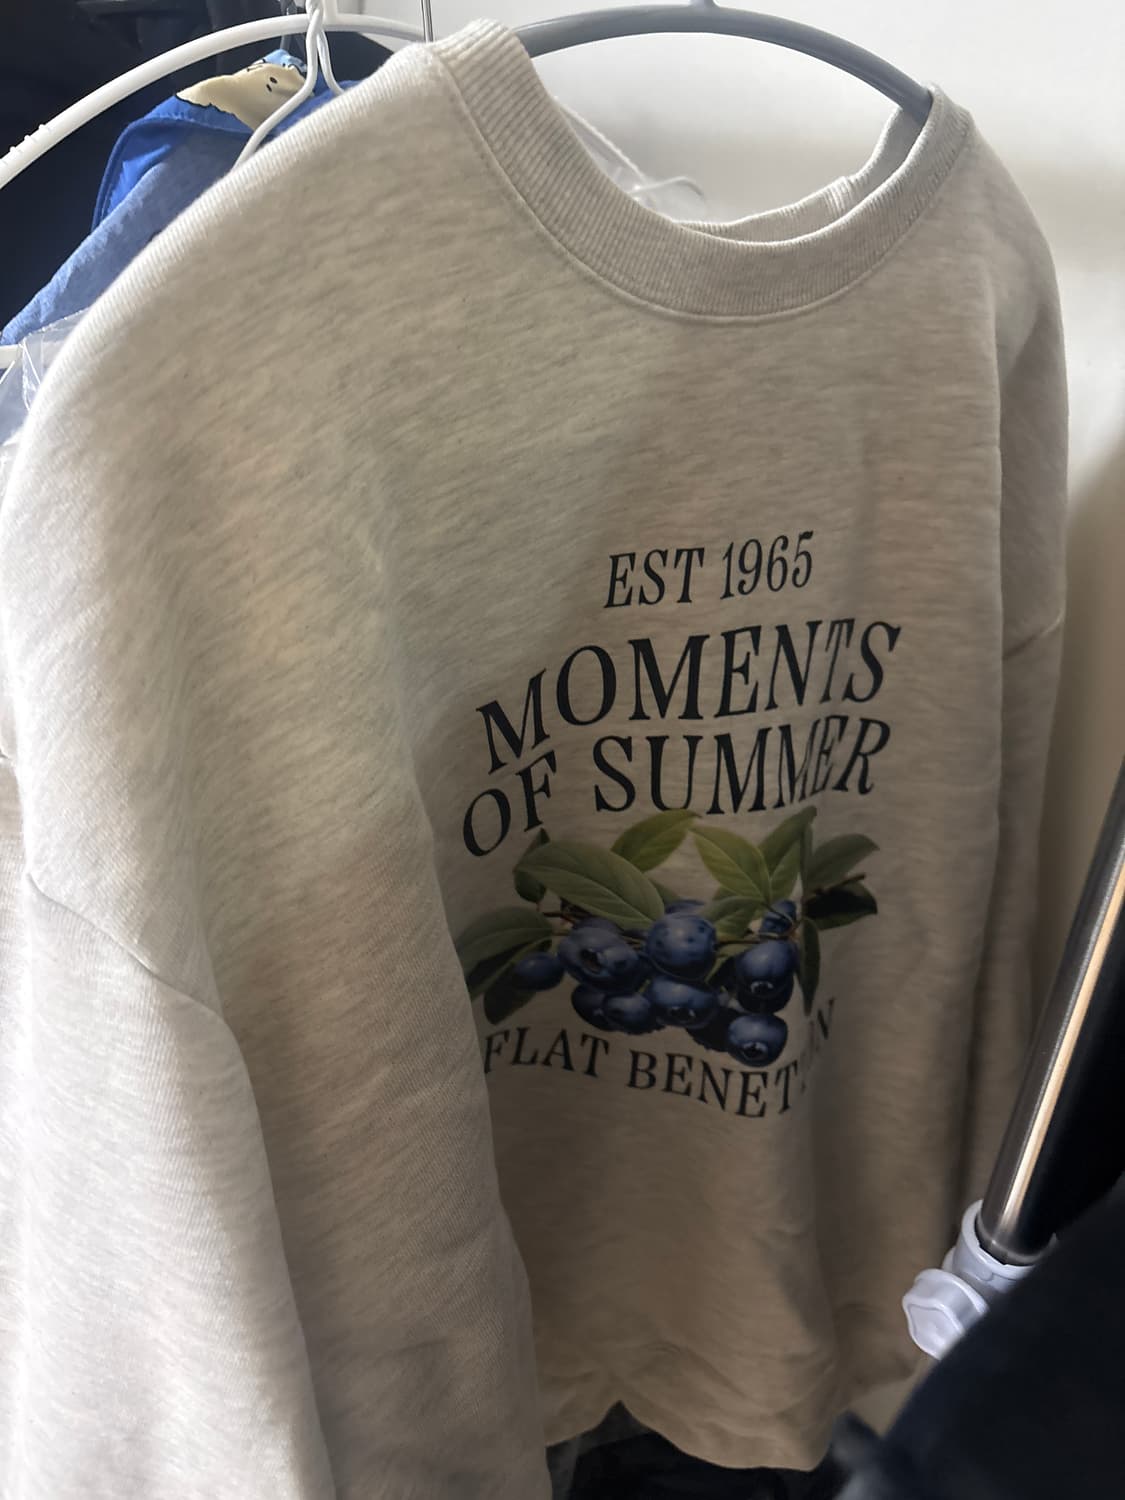 EST 1965
MOMENTS
OF SUMMER
FLAT